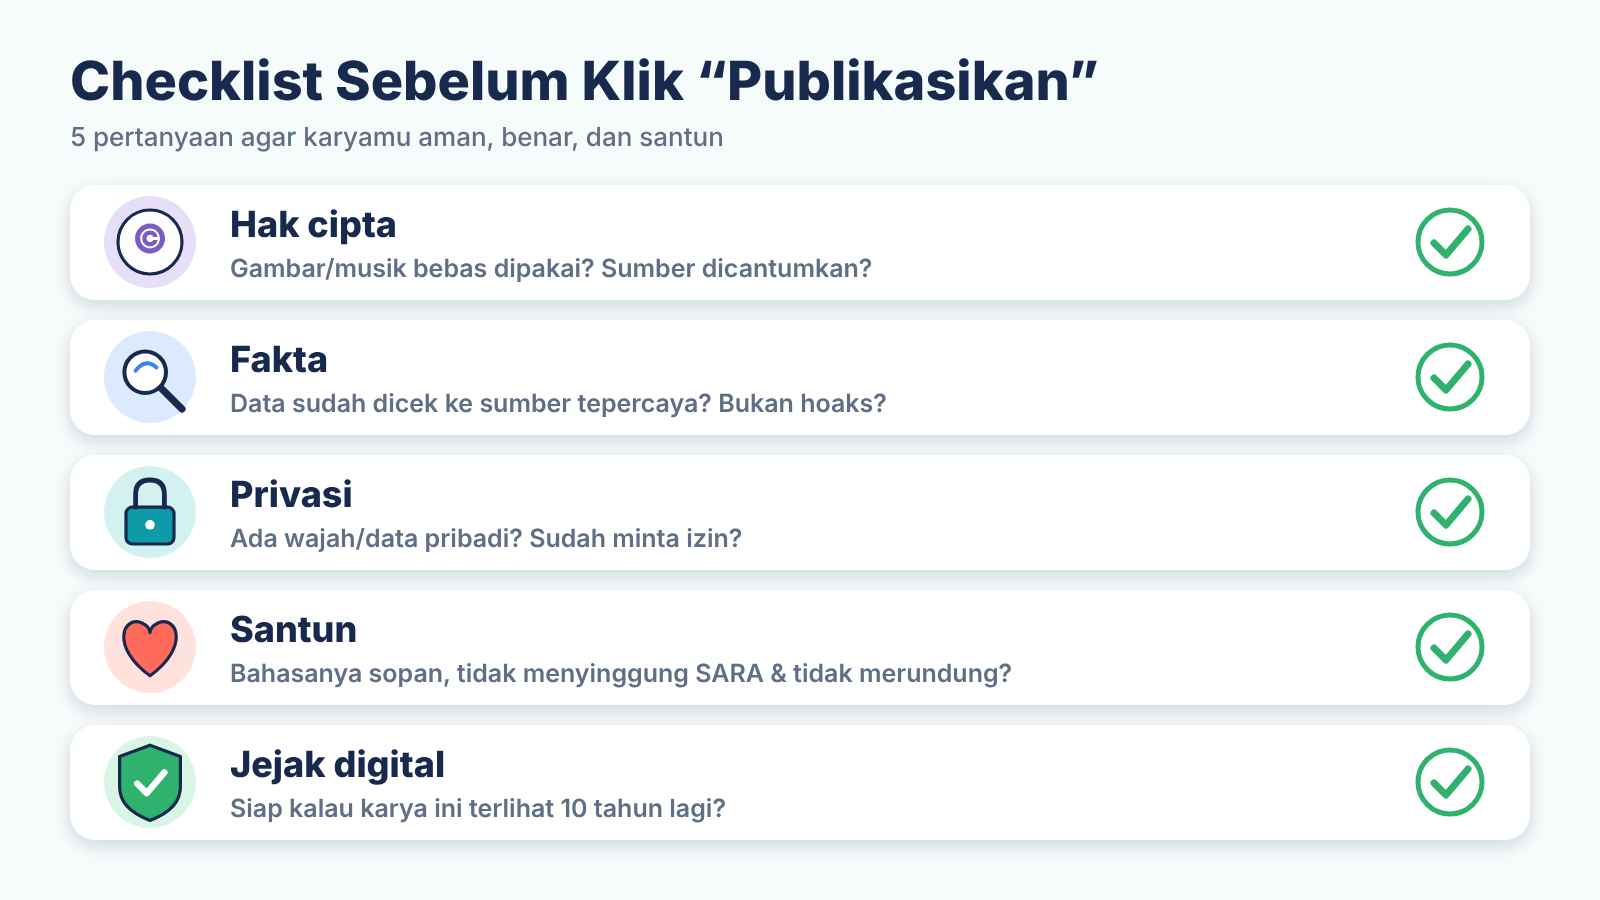 Checklist Sebelum Klik “Publikasikan”
5 pertanyaan agar karyamu aman, benar, dan santun
Hak cipta
Gambar/musik bebas dipakai? Sumber dicantumkan?
Fakta
Data sudah dicek ke sumber tepercaya? Bukan hoaks?
Privasi
Ada wajah/data pribadi? Sudah minta izin?
Santun
Bahasanya sopan, tidak menyinggung SARA & tidak merundung?
Jejak digital
Siap kalau karya ini terlihat 10 tahun lagi?